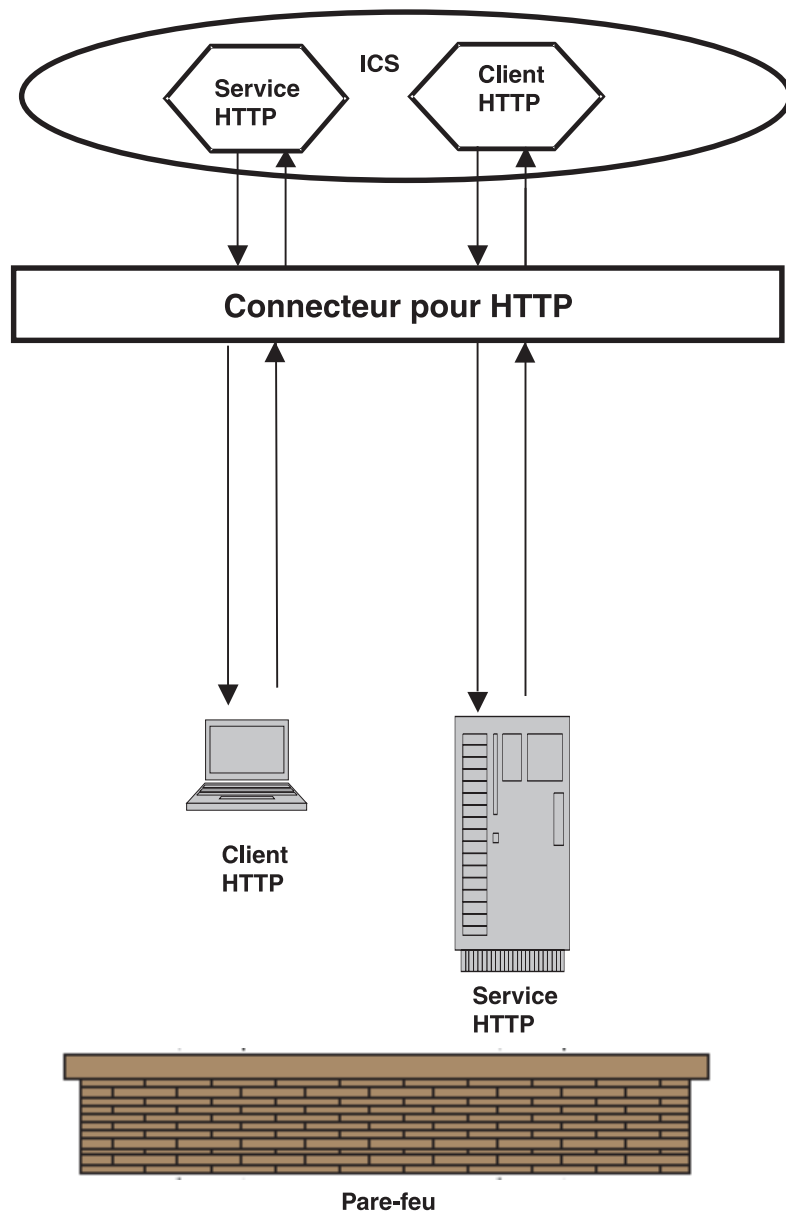 ICS
Service
HTTP
Client
HTTP
Connecteur pour HTTP
Client
HTTP
Service
HTTP
Pare-feu